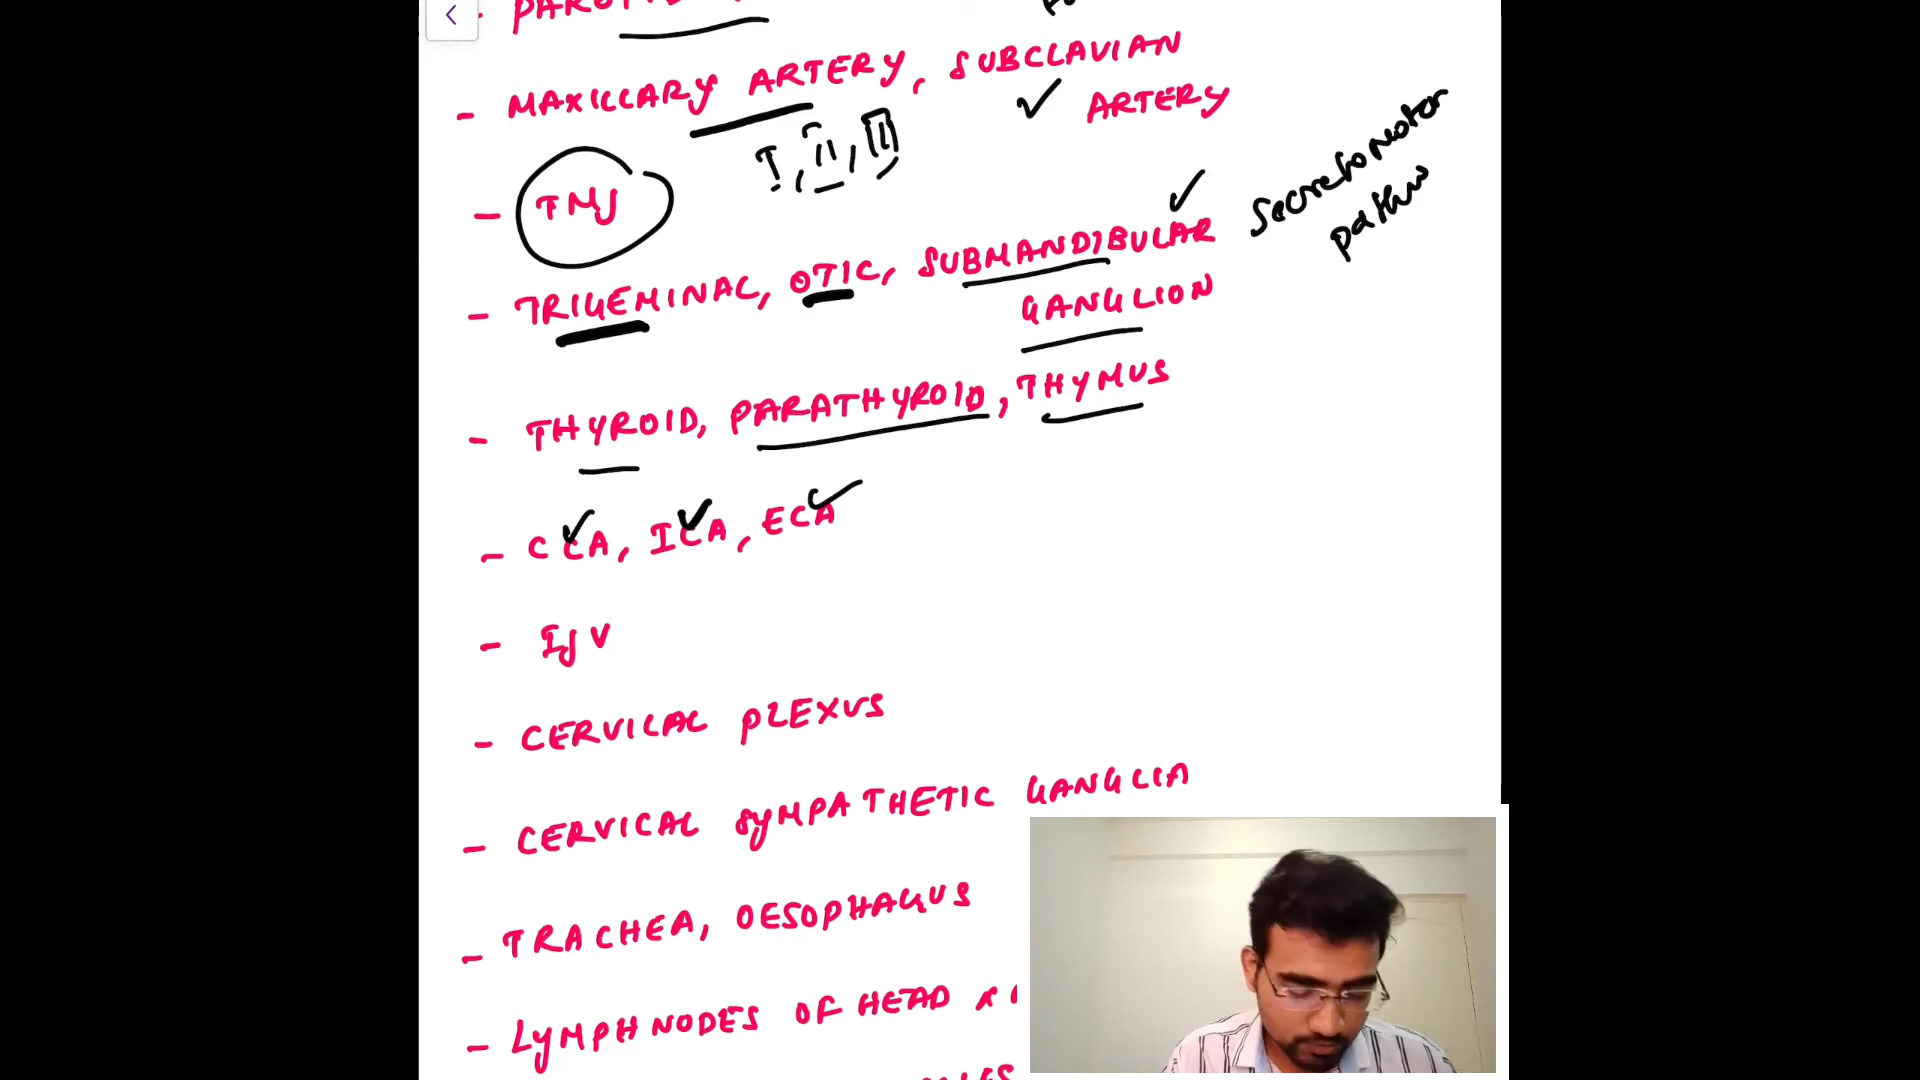 - MAXILLARY ARTERY, SUBCLAVIAN
ARTERY
I, II, III
- TMJ
Secretomotor
pathw
- TRIGEMINAL, OTIC, SUBMANDIBULAR
GANGLION
- THYROID, PARATHYROID, THYMUS
- CCA, ICA, ECA
- IJV
- CERVICAL PLEXUS
- CERVICAL SYMPATHETIC GANGLIA
- TRACHEA, OESOPHAGUS
- LYMPH NODES OF HEAD &